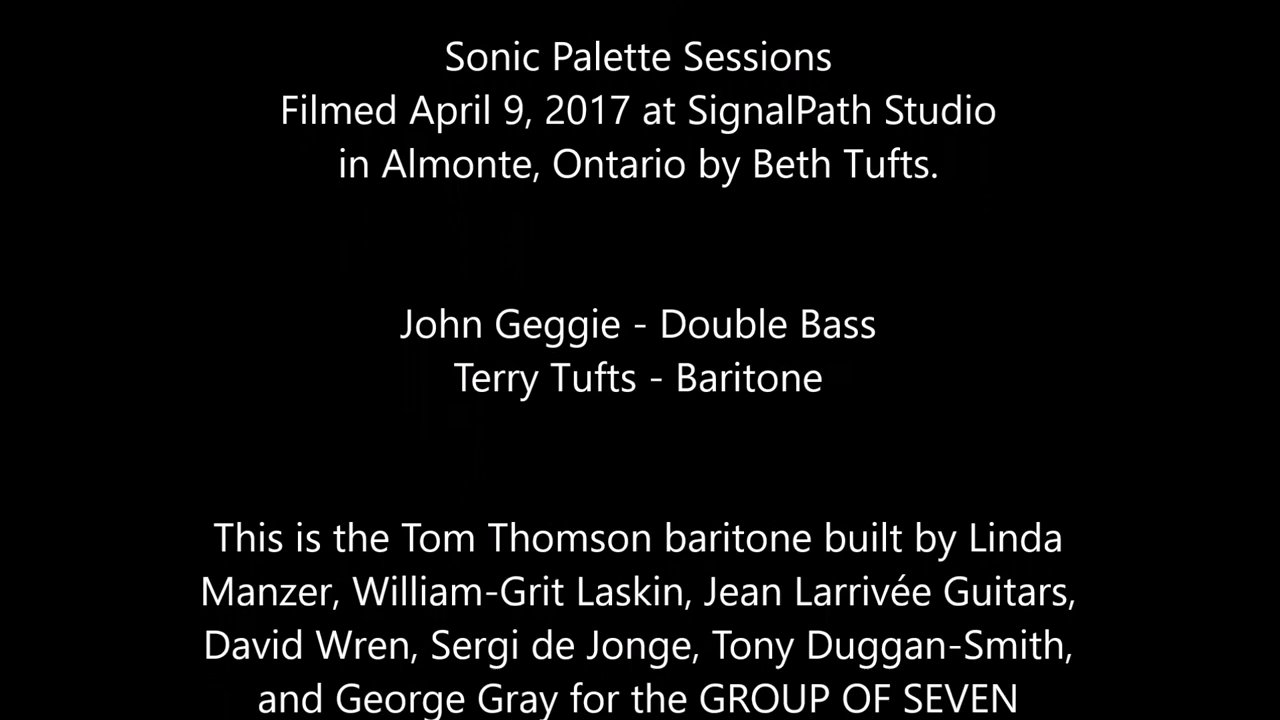 Sonic Palette Sessions
Filmed April 9, 2017 at SignalPath Studio
in Almonte, Ontario by Beth Tufts.
John Geggie - Double Bass
Terry Tufts - Baritone
This is the Tom Thomson baritone built by Linda
Manzer, William-Grit Laskin, Jean Larrivée Guitars,
David Wren, Sergi de Jonge, Tony Duggan-Smith,
and George Gray for the GROUP OF SEVEN